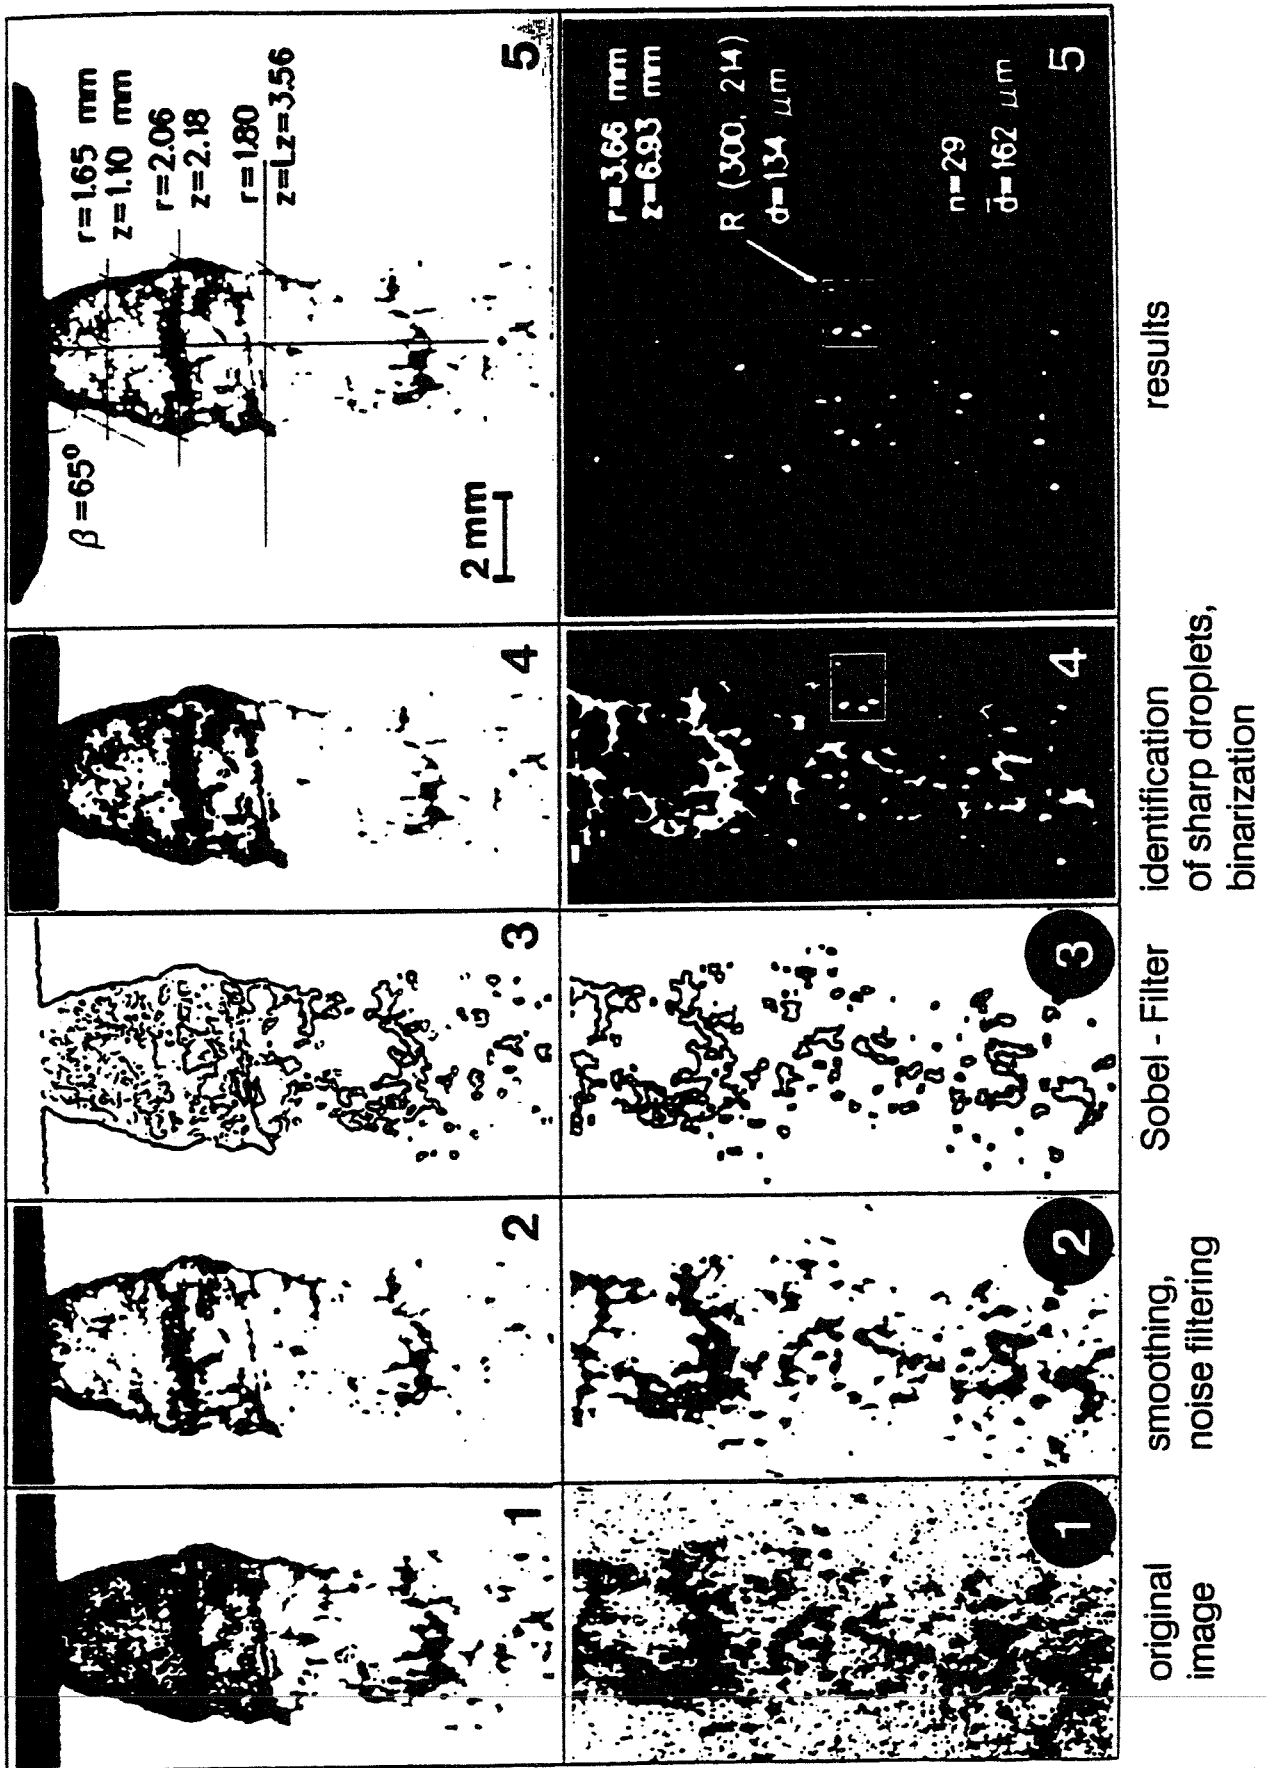 β=65°
r=1.65 mm
z=1.10 mm
r=2.06
z=2.18
r=1.80
z=Lz=3.56
2 mm
1
2
3
4
5
r=3.66 mm
z=6.93 mm
R (300, 214)
d=134 μm
n=29
d̄=162 μm
1
2
3
4
5
original
image
smoothing,
noise filtering
Sobel - Filter
identification
of sharp droplets,
binarization
results